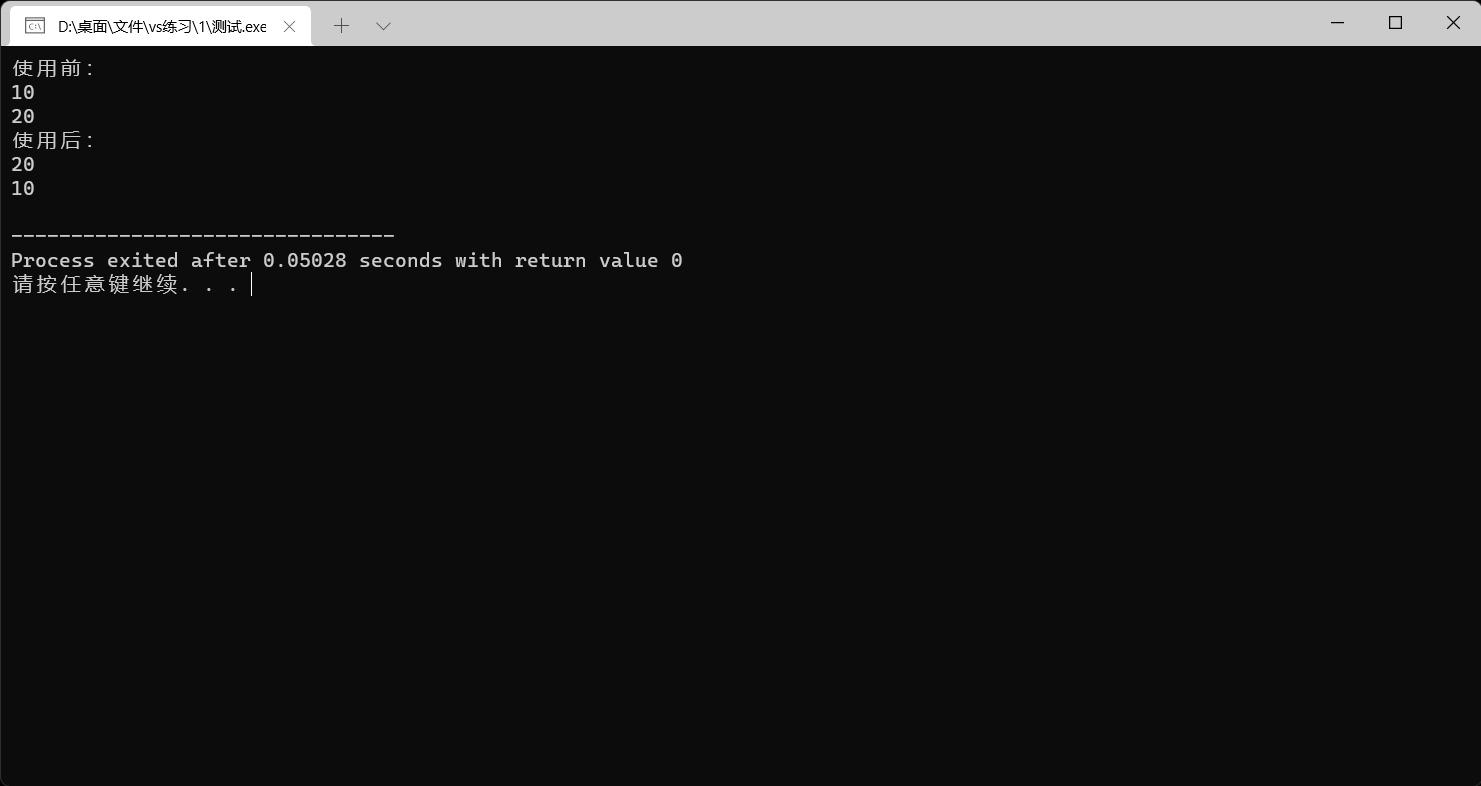 D:\桌面\文件\vs练习\1\测试.exe
使用前：
10
20
使用后：
20
10
--------------------------------
Process exited after 0.05028 seconds with return value 0
请按任意键继续. . .